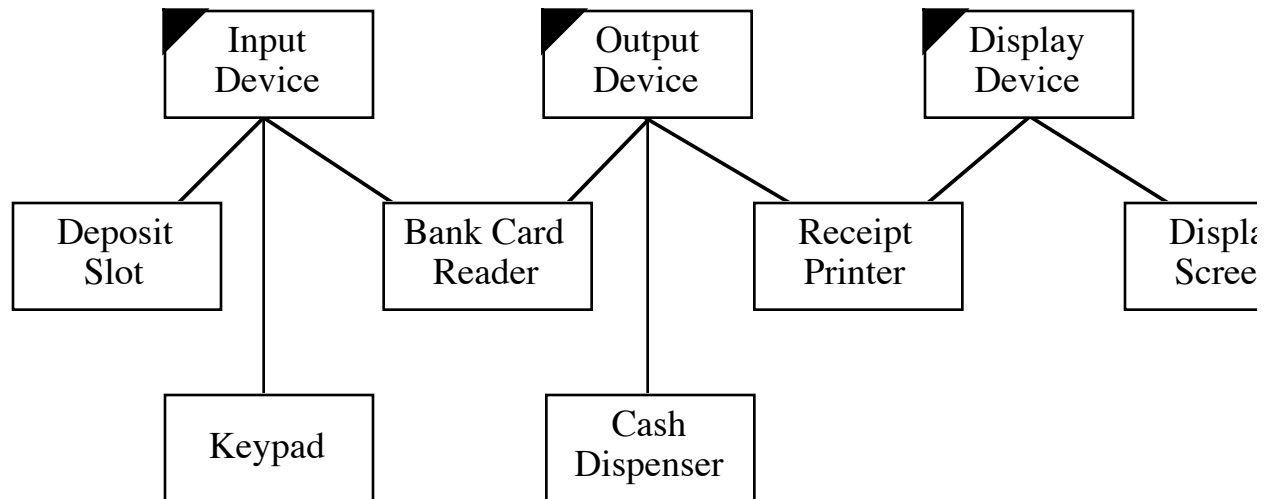 Input
Device
Output
Device
Display
Device
Deposit
Slot
Bank Card
Reader
Receipt
Printer
Keypad
Cash
Dispenser